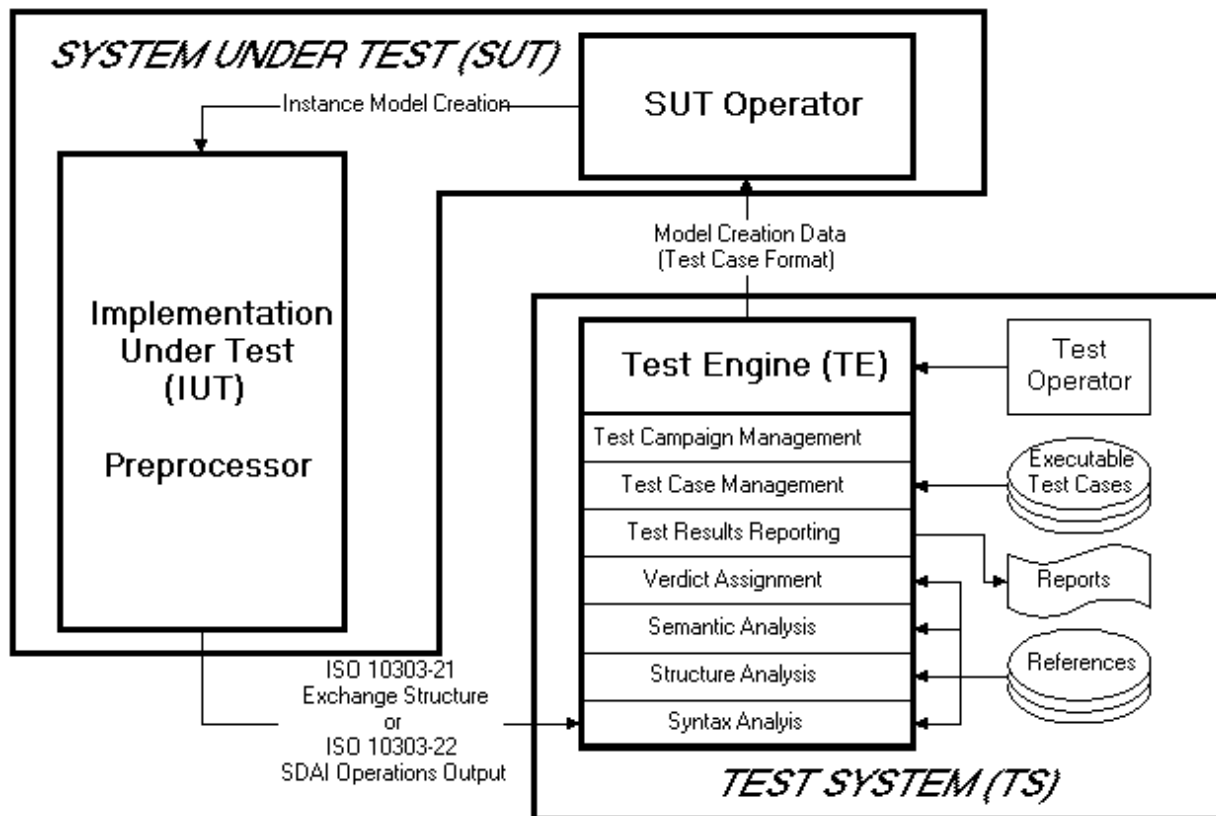 SYSTEM UNDER TEST (SUT)
Instance Model Creation
SUT Operator
Implementation
Under Test
(IUT)
Preprocessor
Model Creation Data
(Test Case Format)
Test Engine (TE)
Test Campaign Management
Test Case Management
Test Results Reporting
Verdict Assignment
Semantic Analysis
Structure Analysis
Syntax Analyis
Test
Operator
Executable
Test Cases
Reports
References
ISO 10303-21
Exchange Structure
or
ISO 10303-22
SDAI Operations Output
TEST SYSTEM (TS)